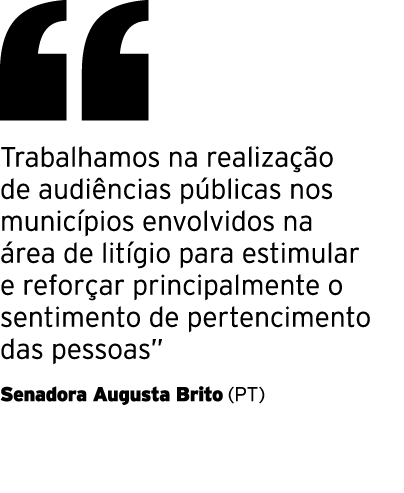 “
Trabalhamos na realização
de audiências públicas nos
municípios envolvidos na
área de litígio para estimular
e reforçar principalmente o
sentimento de pertencimento
das pessoas”
Senadora Augusta Brito (PT)